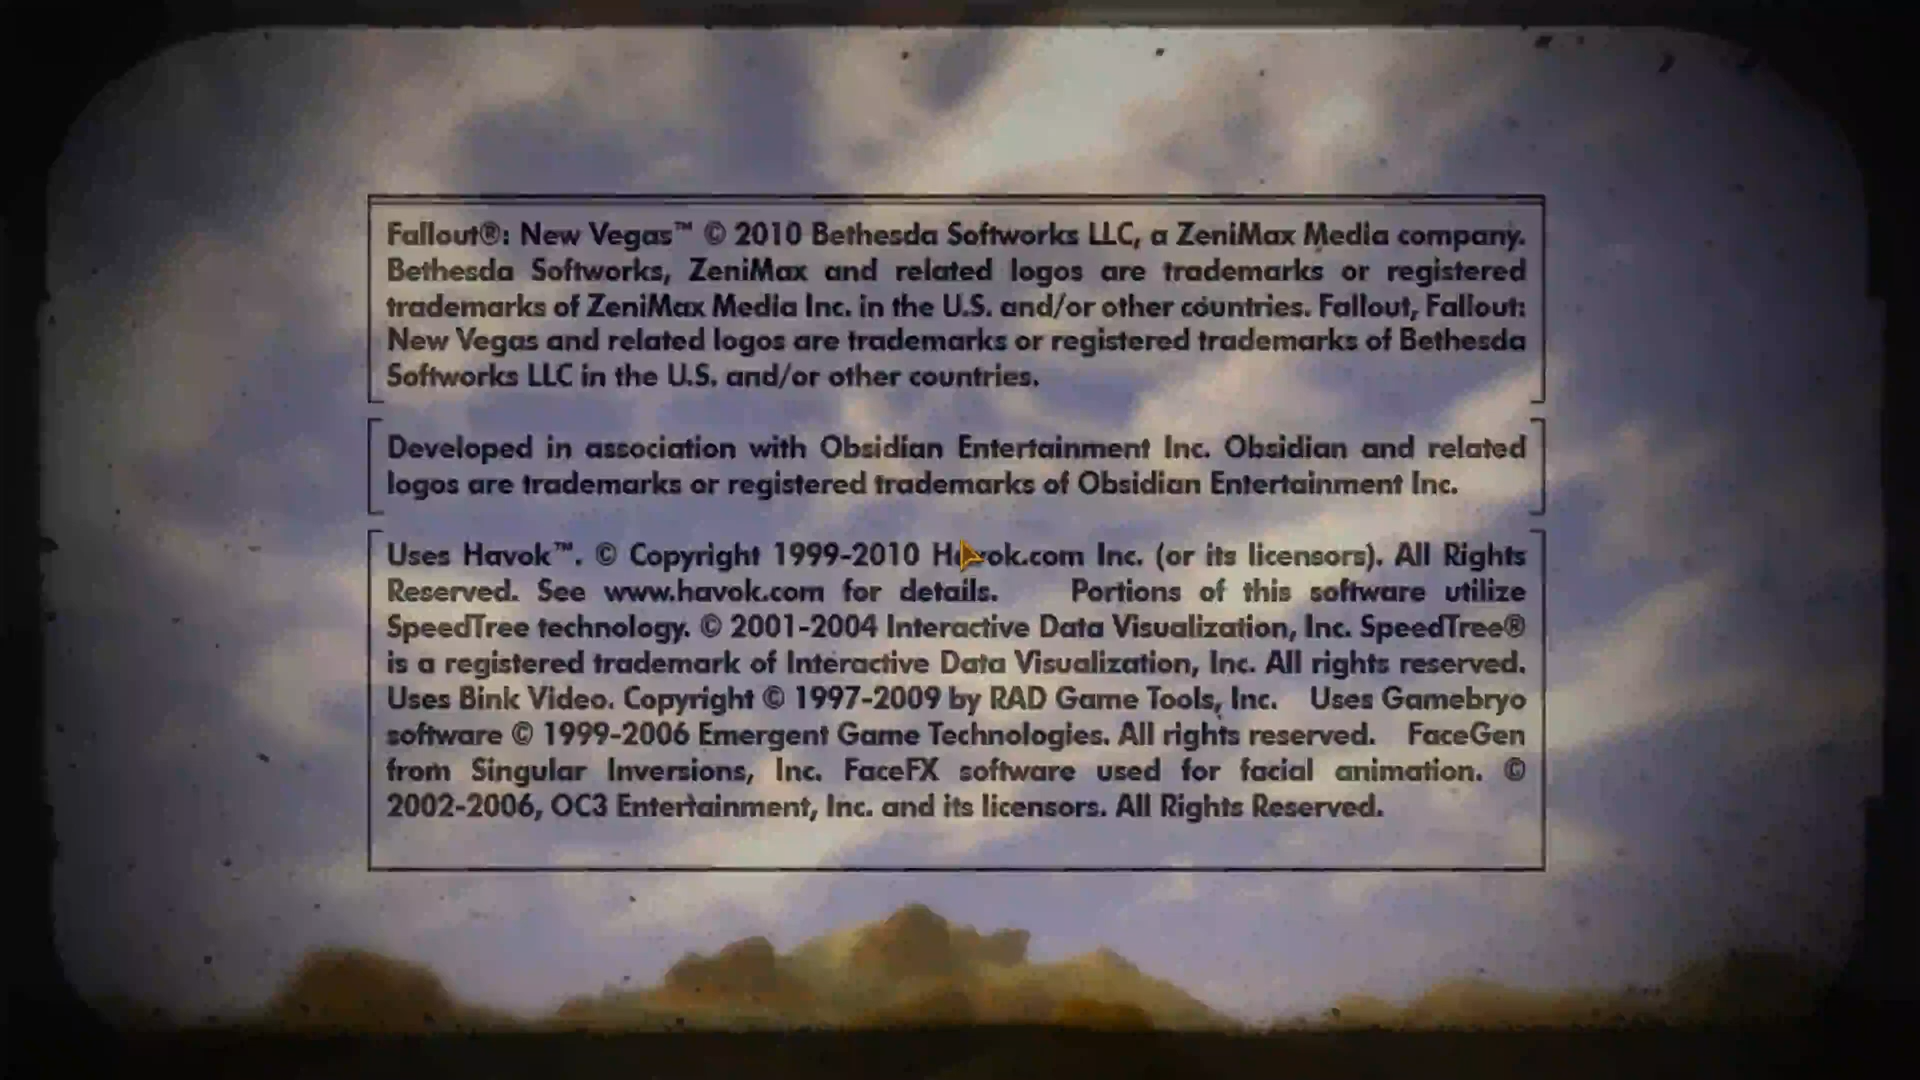 Fallout®: New Vegas™ © 2010 Bethesda Softworks LLC, a ZeniMax Media company.
Bethesda Softworks, ZeniMax and related logos are trademarks or registered
trademarks of ZeniMax Media Inc. in the U.S. and/or other countries. Fallout, Fallout:
New Vegas and related logos are trademarks or registered trademarks of Bethesda
Softworks LLC in the U.S. and/or other countries.
Developed in association with Obsidian Entertainment Inc. Obsidian and related
logos are trademarks or registered trademarks of Obsidian Entertainment Inc.
Uses Havok™. © Copyright 1999-2010 Havok.com Inc. (or its licensors). All Rights
Reserved. See www.havok.com for details. Portions of this software utilize
SpeedTree technology. © 2001-2004 Interactive Data Visualization, Inc. SpeedTree®
is a registered trademark of Interactive Data Visualization, Inc. All rights reserved.
Uses Bink Video. Copyright © 1997-2009 by RAD Game Tools, Inc. Uses Gamebryo
software © 1999-2006 Emergent Game Technologies. All rights reserved. FaceGen
from Singular Inversions, Inc. FaceFX software used for facial animation. ©
2002-2006, OC3 Entertainment, Inc. and its licensors. All Rights Reserved.